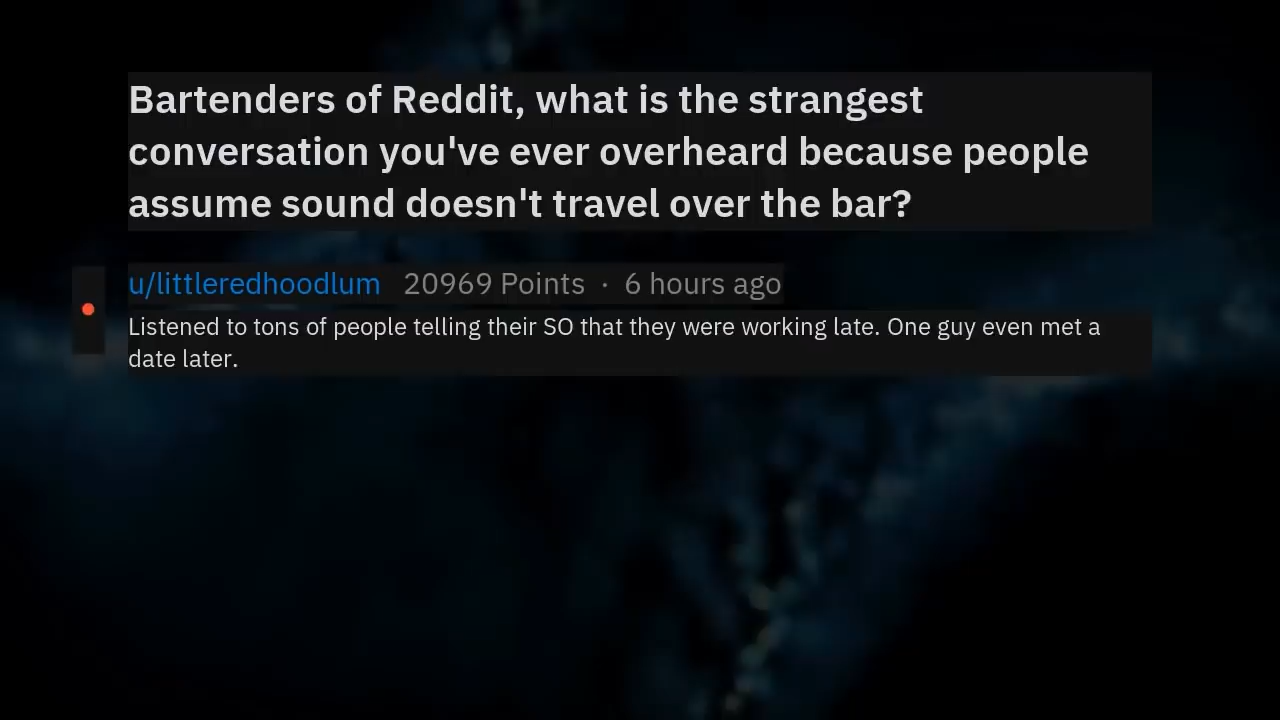 Bartenders of Reddit, what is the strangest
conversation you've ever overheard because people
assume sound doesn't travel over the bar?
u/littleredhoodlum 20969 Points · 6 hours ago
Listened to tons of people telling their SO that they were working late. One guy even met a
date later.